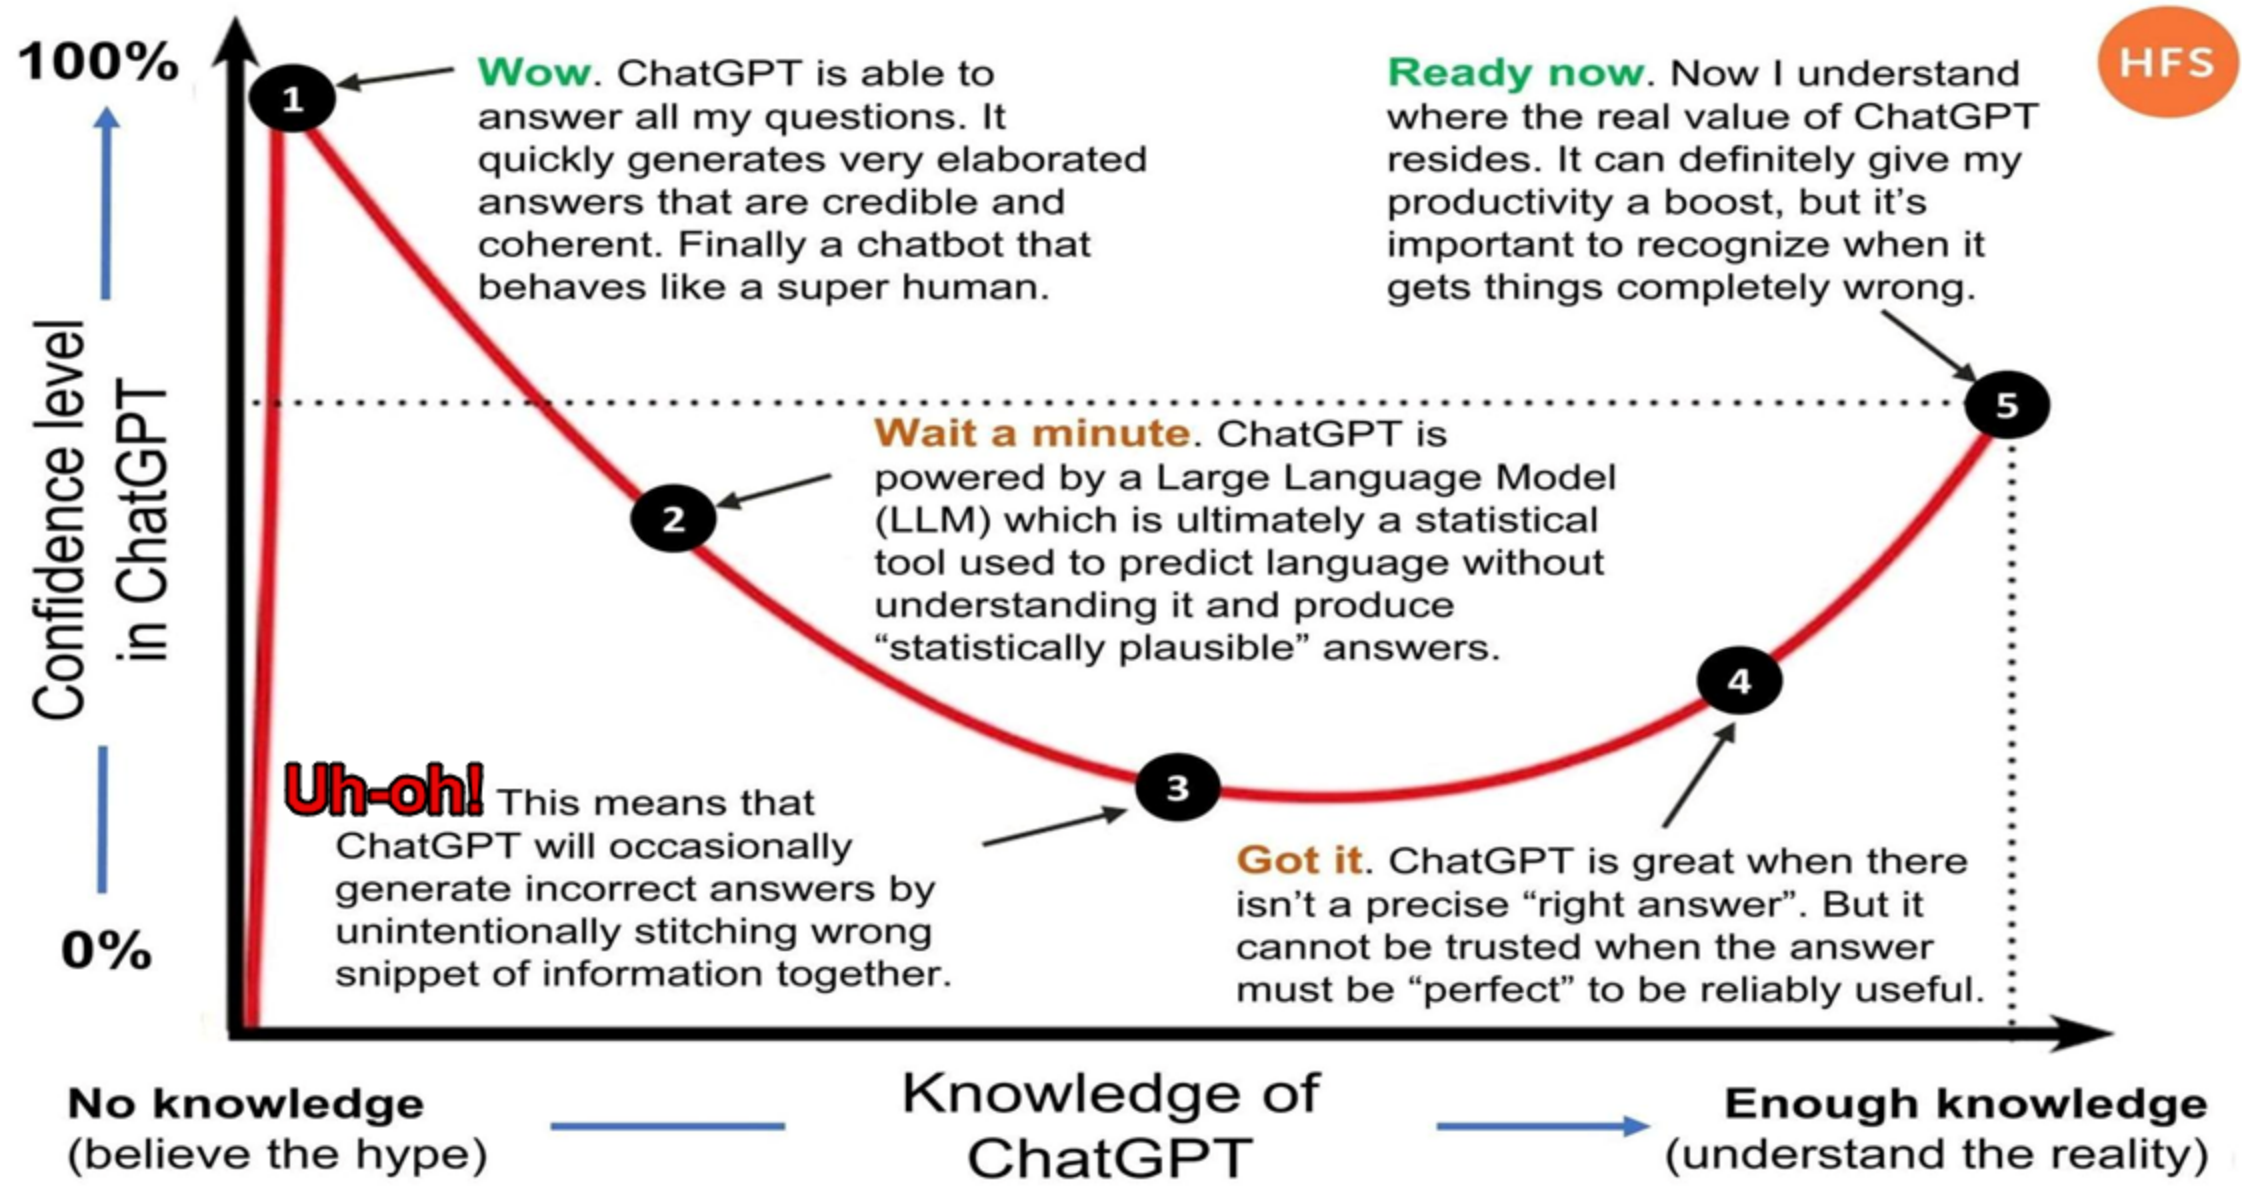 100%
1
Wow. ChatGPT is able to
answer all my questions. It
quickly generates very elaborated
answers that are credible and
coherent. Finally a chatbot that
behaves like a super human.
Ready now. Now I understand
where the real value of ChatGPT
resides. It can definitely give my
productivity a boost, but it’s
important to recognize when it
gets things completely wrong.
HFS
Confidence level
in ChatGPT
5
Wait a minute. ChatGPT is
powered by a Large Language Model
(LLM) which is ultimately a statistical
tool used to predict language without
understanding it and produce
“statistically plausible” answers.
2
4
3
Uh-oh! This means that
ChatGPT will occasionally
generate incorrect answers by
unintentionally stitching wrong
snippet of information together.
Got it. ChatGPT is great when there
isn’t a precise “right answer”. But it
cannot be trusted when the answer
must be “perfect” to be reliably useful.
0%
No knowledge
(believe the hype)
Knowledge of
ChatGPT
Enough knowledge
(understand the reality)